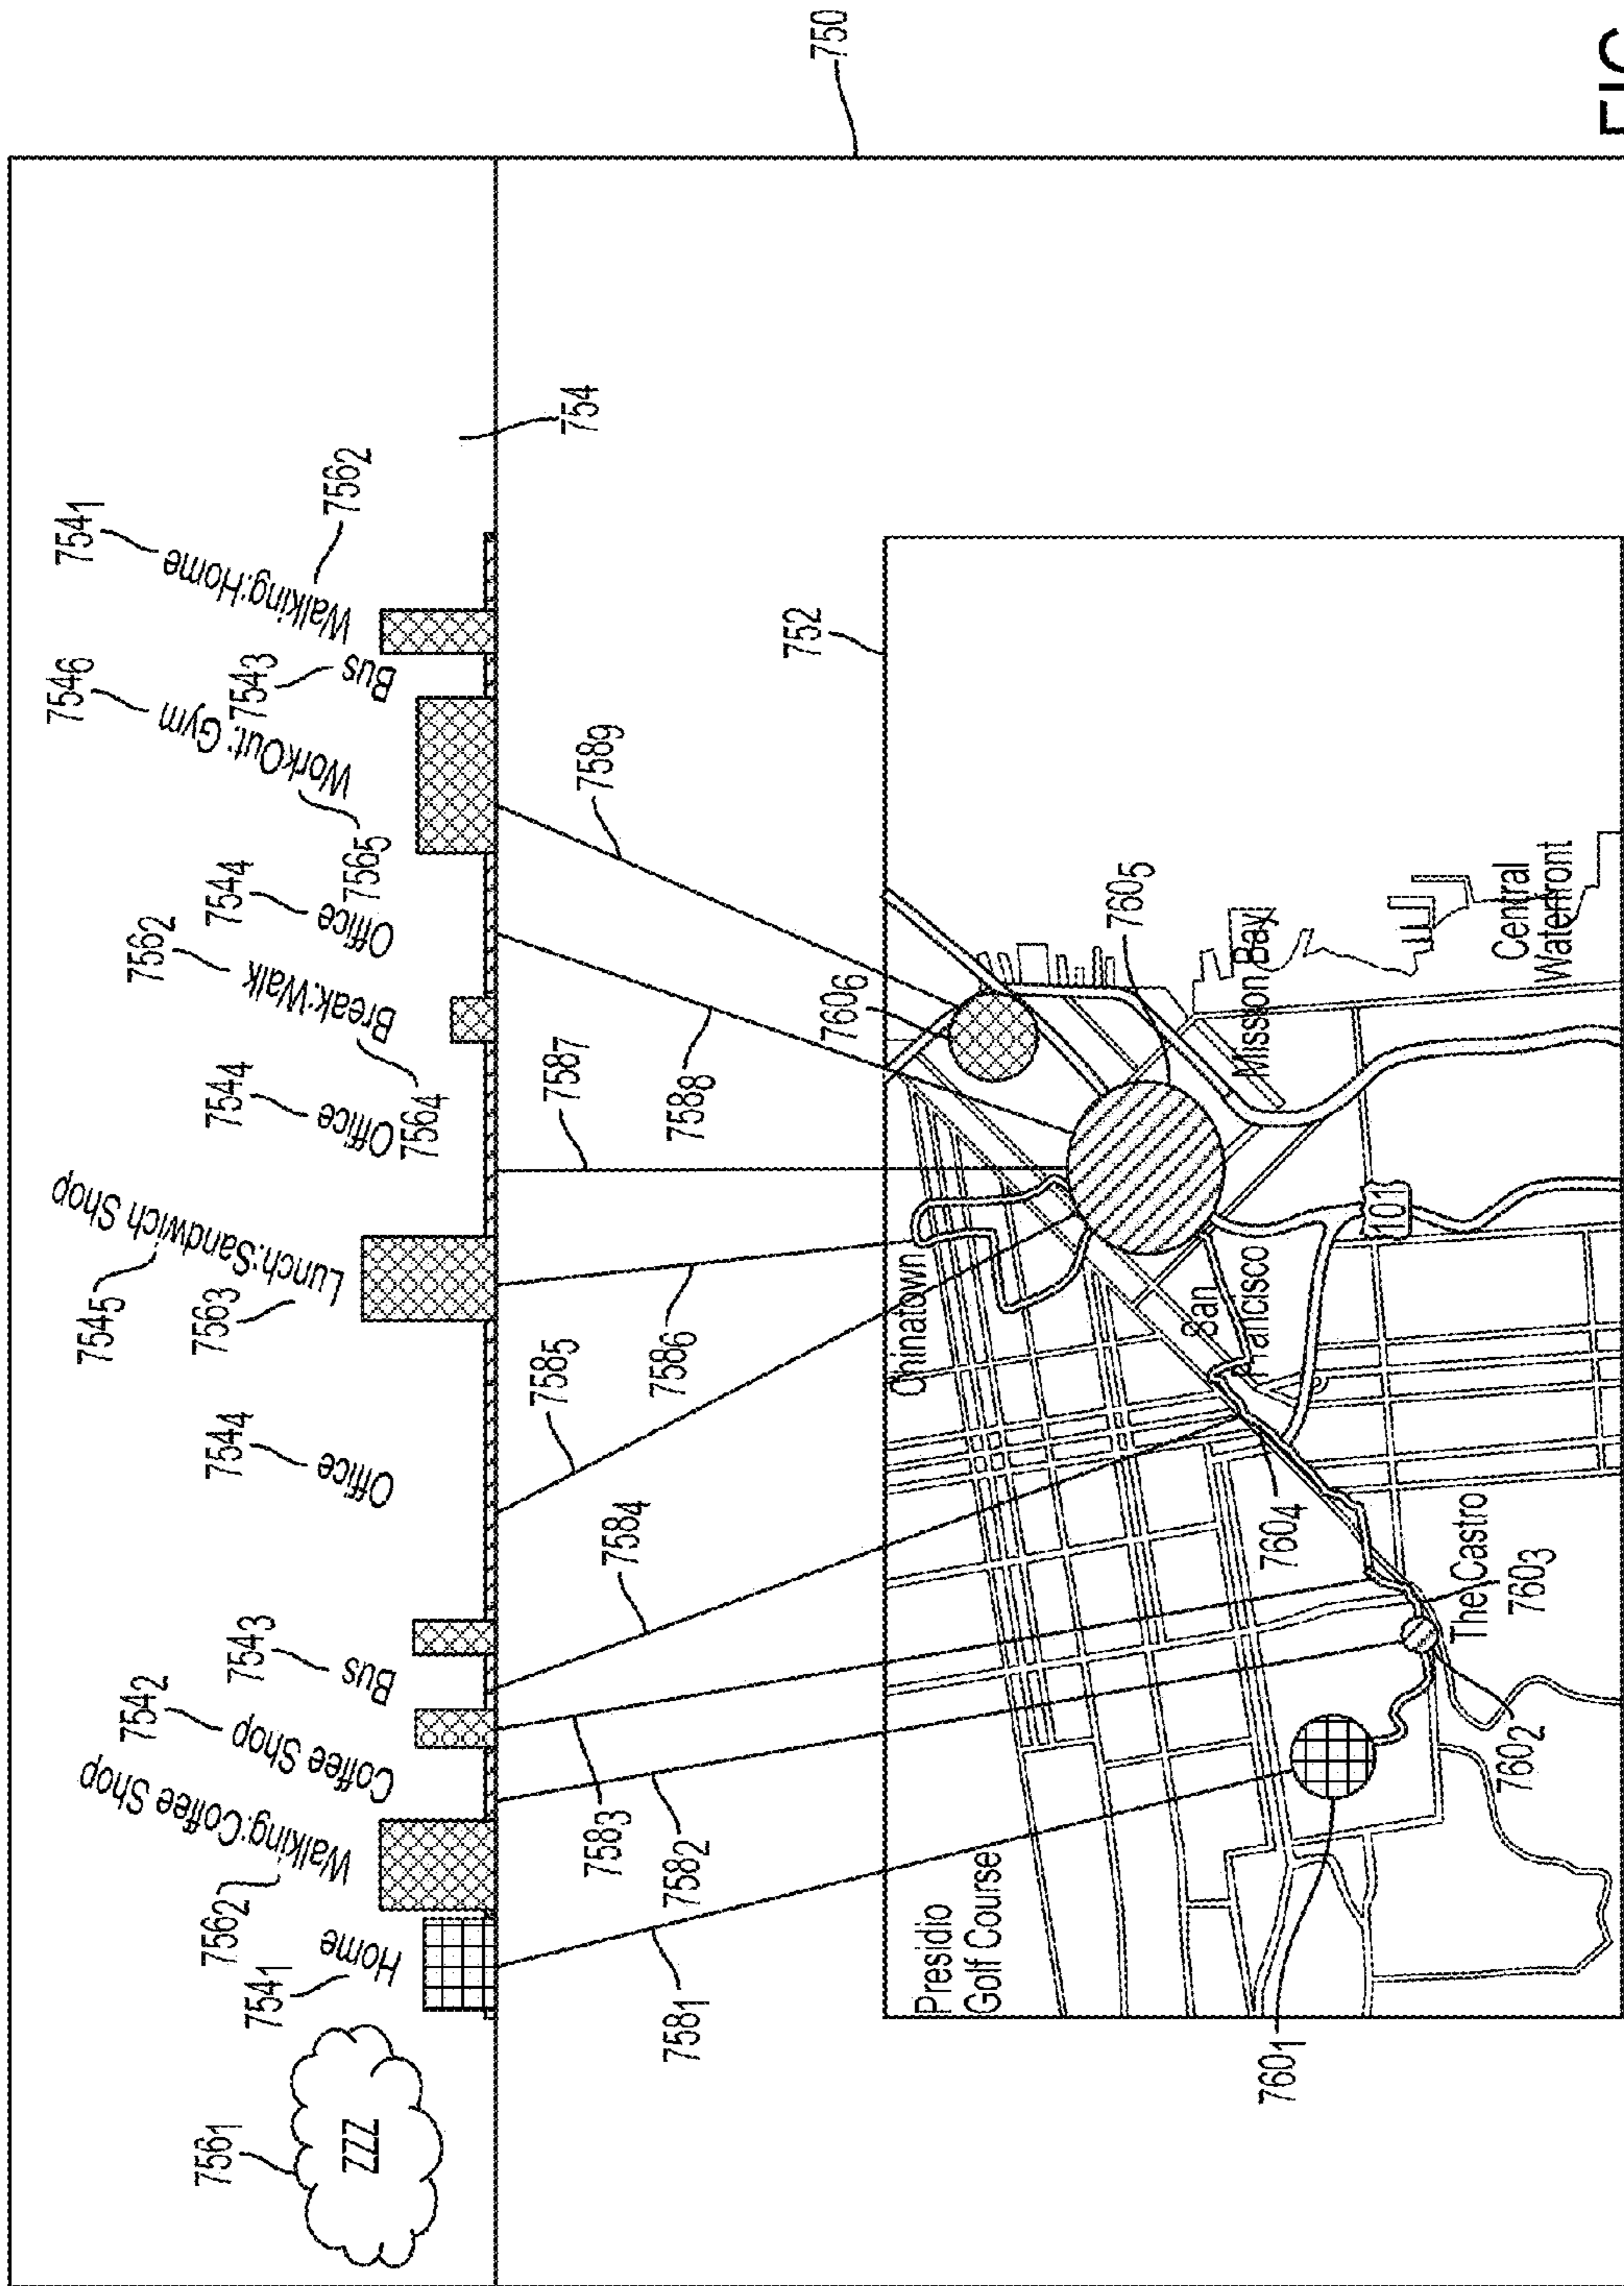 750
FIG
756₁
ZZZ
754₁
Home
756₂
Walking:Coffee Shop
754₂
Coffee Shop
754₃
Bus
754₄
Office
754₅
756₃
Lunch:Sandwich Shop
754₄
Office
756₂
Break:Walk
756₄
754₄
Office
756₅
754₆
WorkOut: Gym
754₃
Bus
754₁
Walking:Home
756₂
754
758₁
758₂
758₃
758₄
758₅
758₆
758₇
758₈
758₉
752
Presidio
Golf Course
Chinatown
San
Francisco
101
Mission Bay
Central
Waterfront
The Castro
760₁
760₂
760₃
760₄
760₅
760₆